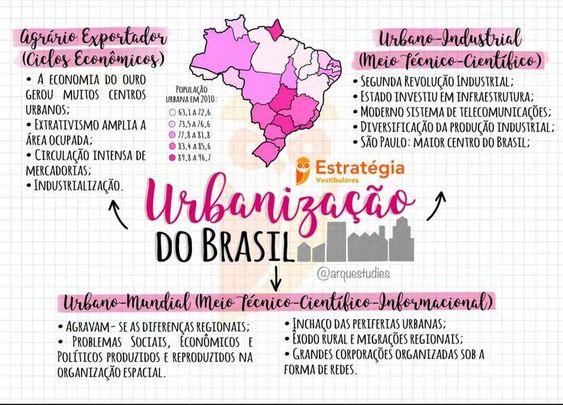 Agrário Exportador
(Ciclos Econômicos)
• A economia do ouro
gerou muitos centros
urbanos;
• Extrativismo amplia a
área ocupada;
• Circulação intensa de
mercadorias;
• Industrialização.
População
urbana em 2010:
63,1 a 72,6
73,5 a 76,6
77,8 a 81,3
83,4 a 85,6
89,8 a 96,7
Urbano-Industrial
(Meio Técnico-Científico)
• Segunda Revolução Industrial;
• Estado investiu em infraestrutura;
• Moderno sistema de telecomunicações;
• Diversificação da produção industrial;
• São Paulo: maior centro do Brasil;
Estratégia
Vestibulares
Urbanização
do Brasil
@arquestudies
Urbano-Mundial (Meio Técnico-Científico-Informacional)
• Agravam- se as diferenças regionais;
• Problemas Sociais, Econômicos e
Políticos produzidos e reproduzidos na
organização espacial.
• Inchaço das periferias urbanas;
• Êxodo rural e migrações regionais;
• Grandes corporações organizadas sob a
forma de redes.